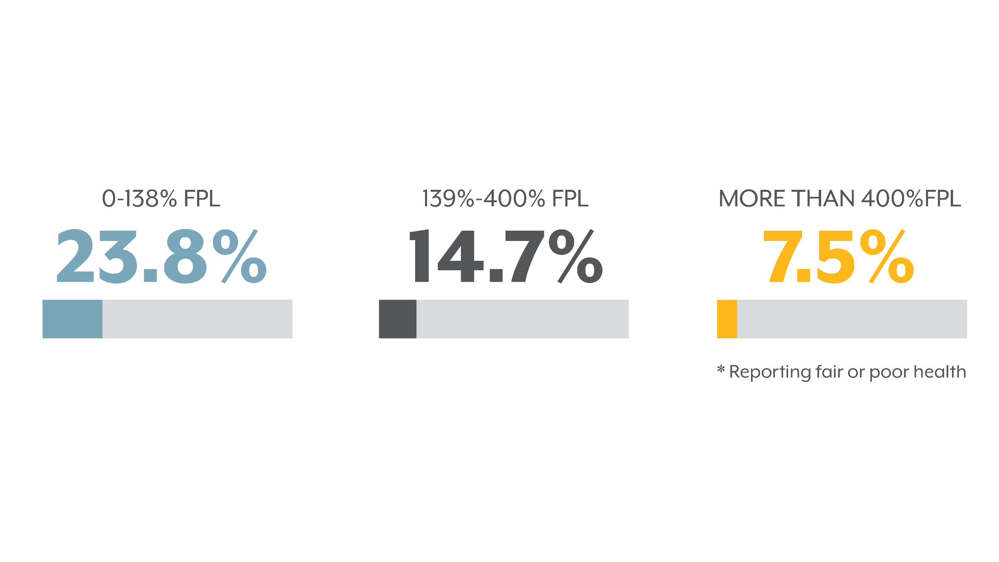 0-138% FPL
23.8%
139%-400% FPL
14.7%
MORE THAN 400%FPL
7.5%
* Reporting fair or poor health